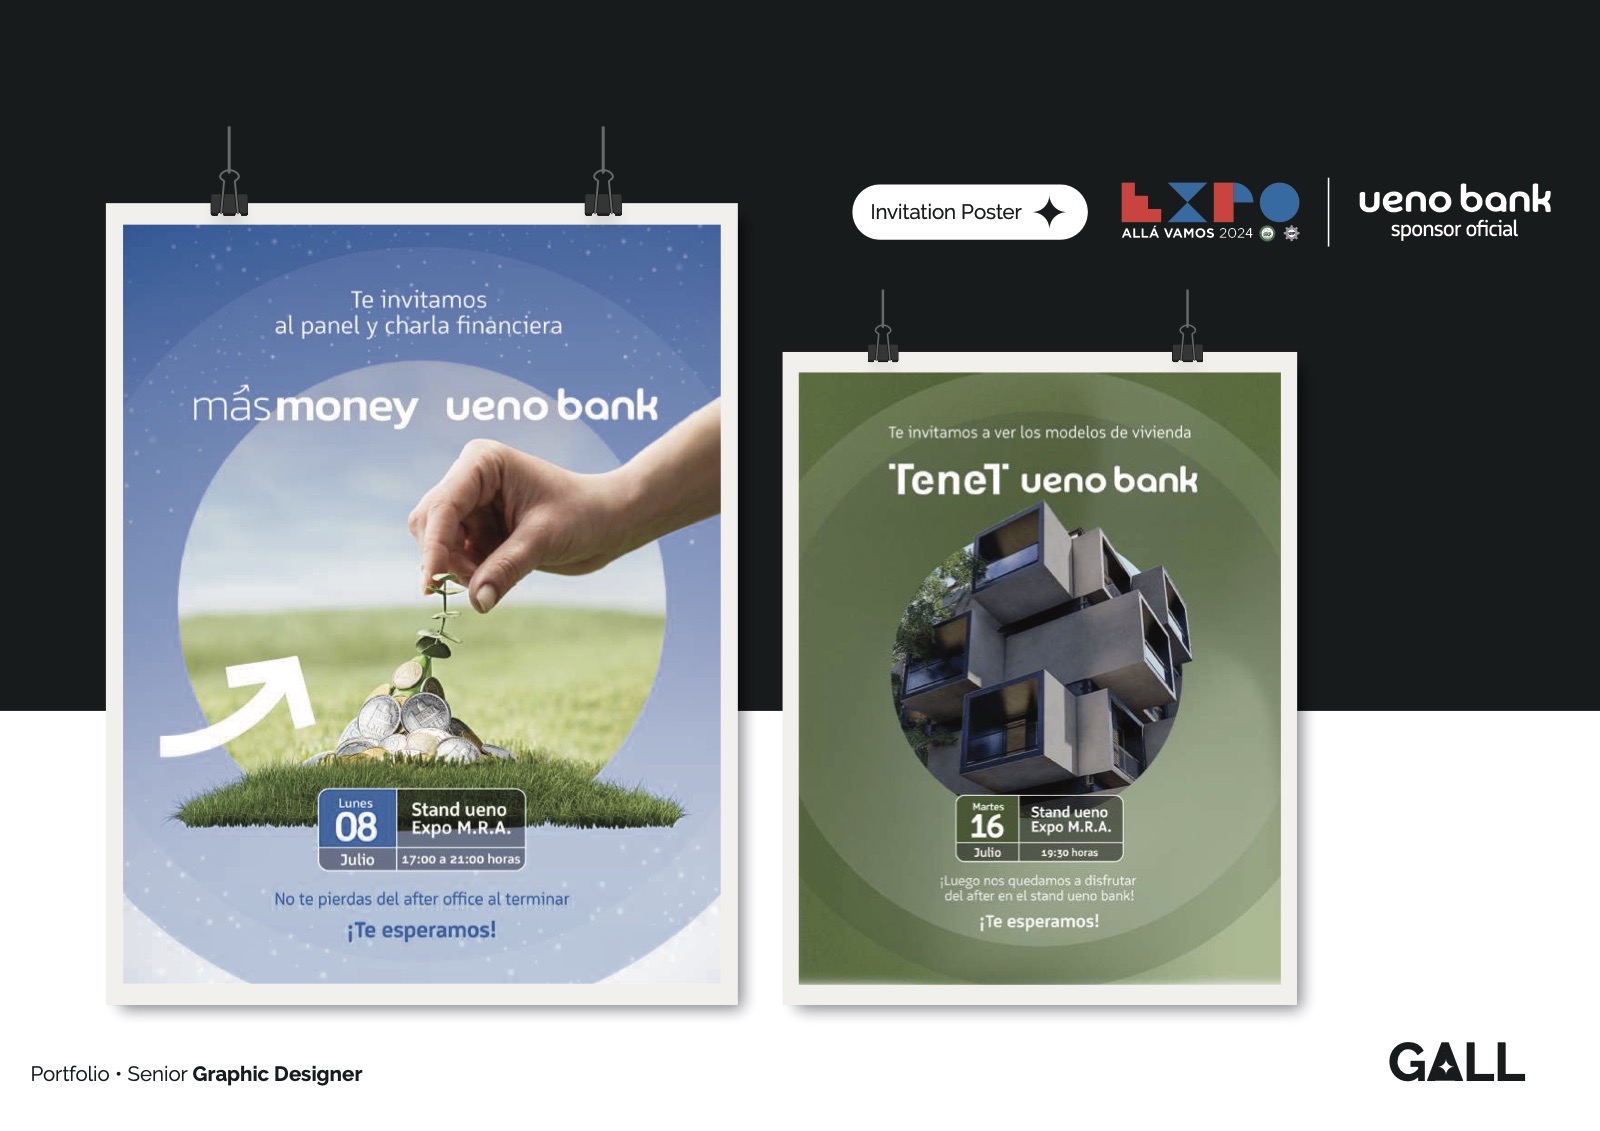 Invitation Poster
EXPO
ALLÁ VAMOS 2024
ueno bank
sponsor oficial
Te invitamos
al panel y charla financiera
másmoney ueno bank
Lunes
08
Julio
Stand ueno
Expo M.R.A.
17:00 a 21:00 horas
No te pierdas del after office al terminar
¡Te esperamos!
Te invitamos a ver los modelos de vivienda
TeneT ueno bank
Martes
16
Julio
Stand ueno
Expo M.R.A.
19:30 horas
¡Luego nos quedamos a disfrutar
del after en el stand ueno bank!
¡Te esperamos!
Portfolio • Senior Graphic Designer
GALL